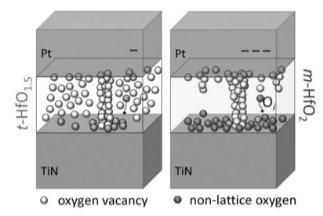 Pt – Pt – – –
t-HfO1.5
m-HfO2
O
TiN TiN
oxygen vacancy non-lattice oxygen